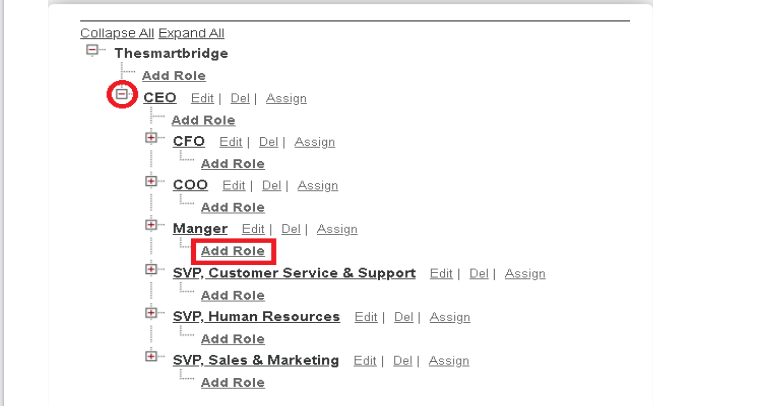 Collapse All Expand All
Thesmartbridge
Add Role
CEO Edit | Del | Assign
Add Role
CFO Edit | Del | Assign
Add Role
COO Edit | Del | Assign
Add Role
Manger Edit | Del | Assign
Add Role
SVP, Customer Service & Support Edit | Del | Assign
Add Role
SVP, Human Resources Edit | Del | Assign
Add Role
SVP, Sales & Marketing Edit | Del | Assign
Add Role